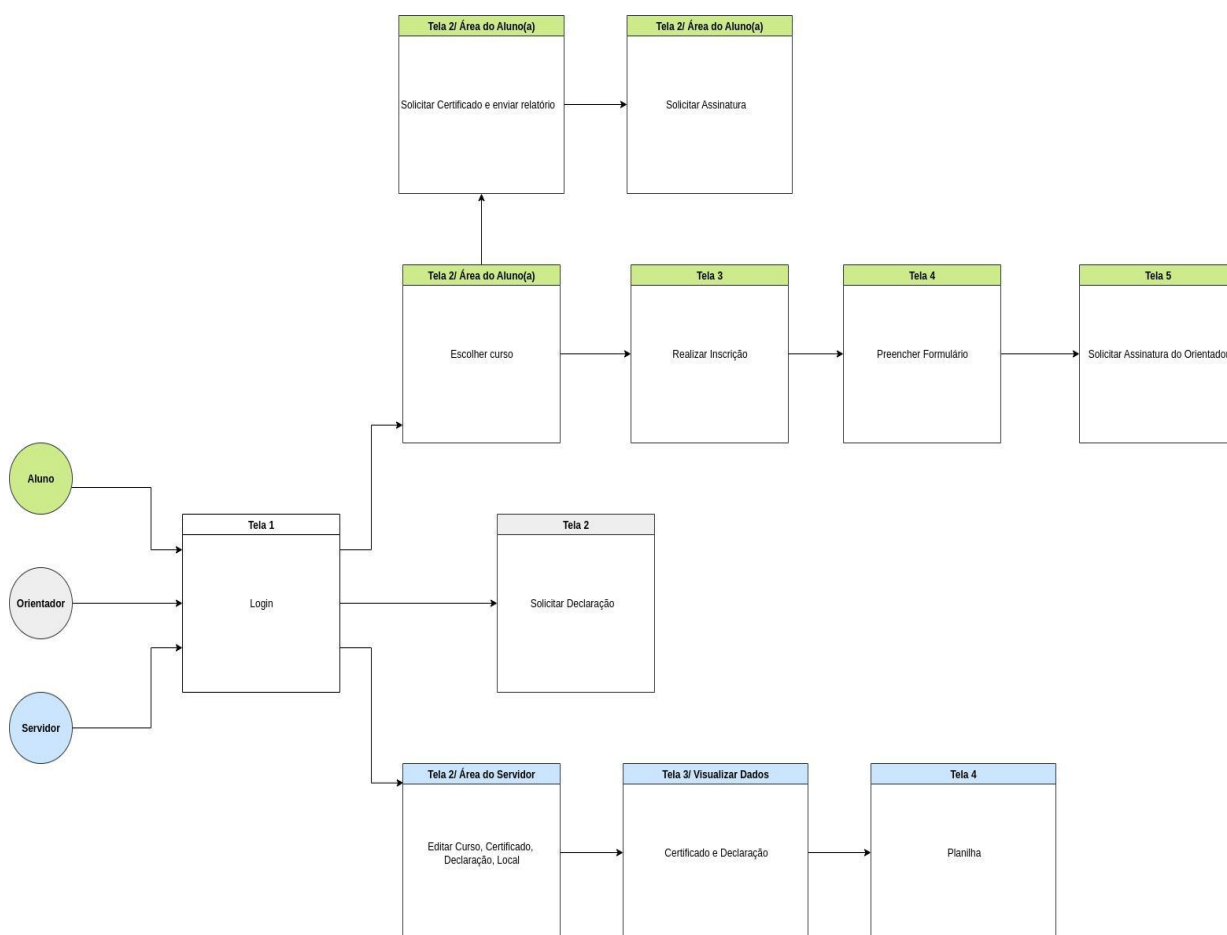 Tela 2/ Área do Aluno(a)
Tela 2/ Área do Aluno(a)
Solicitar Certificado e enviar relatório
Solicitar Assinatura
Tela 2/ Área do Aluno(a)
Tela 3
Tela 4
Tela 5
Escolher curso
Realizar Inscrição
Preencher Formulário
Solicitar Assinatura do Orientador
Aluno
Tela 1
Tela 2
Orientador
Login
Solicitar Declaração
Servidor
Tela 2/ Área do Servidor
Tela 3/ Visualizar Dados
Tela 4
Editar Curso, Certificado,
Declaração, Local
Certificado e Declaração
Planilha